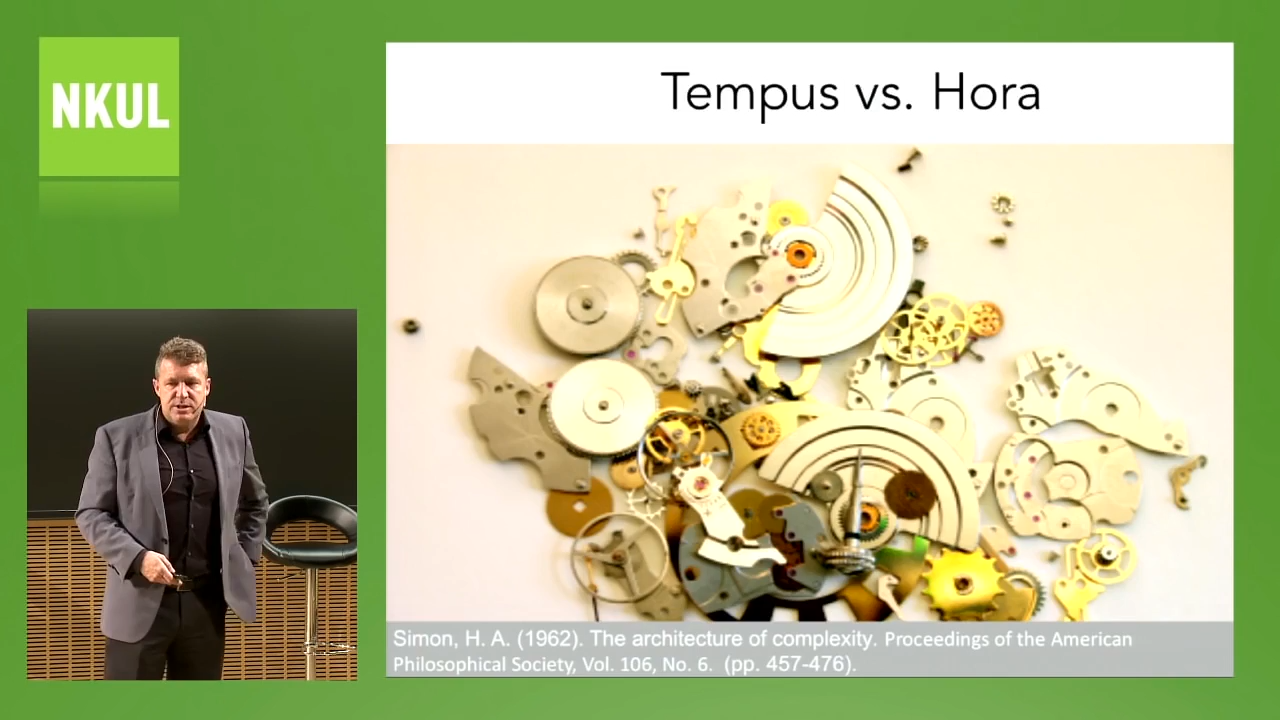 NKUL
Tempus vs. Hora
Simon, H. A. (1962). The architecture of complexity. Proceedings of the American
Philosophical Society, Vol. 106, No. 6. (pp. 457-476).